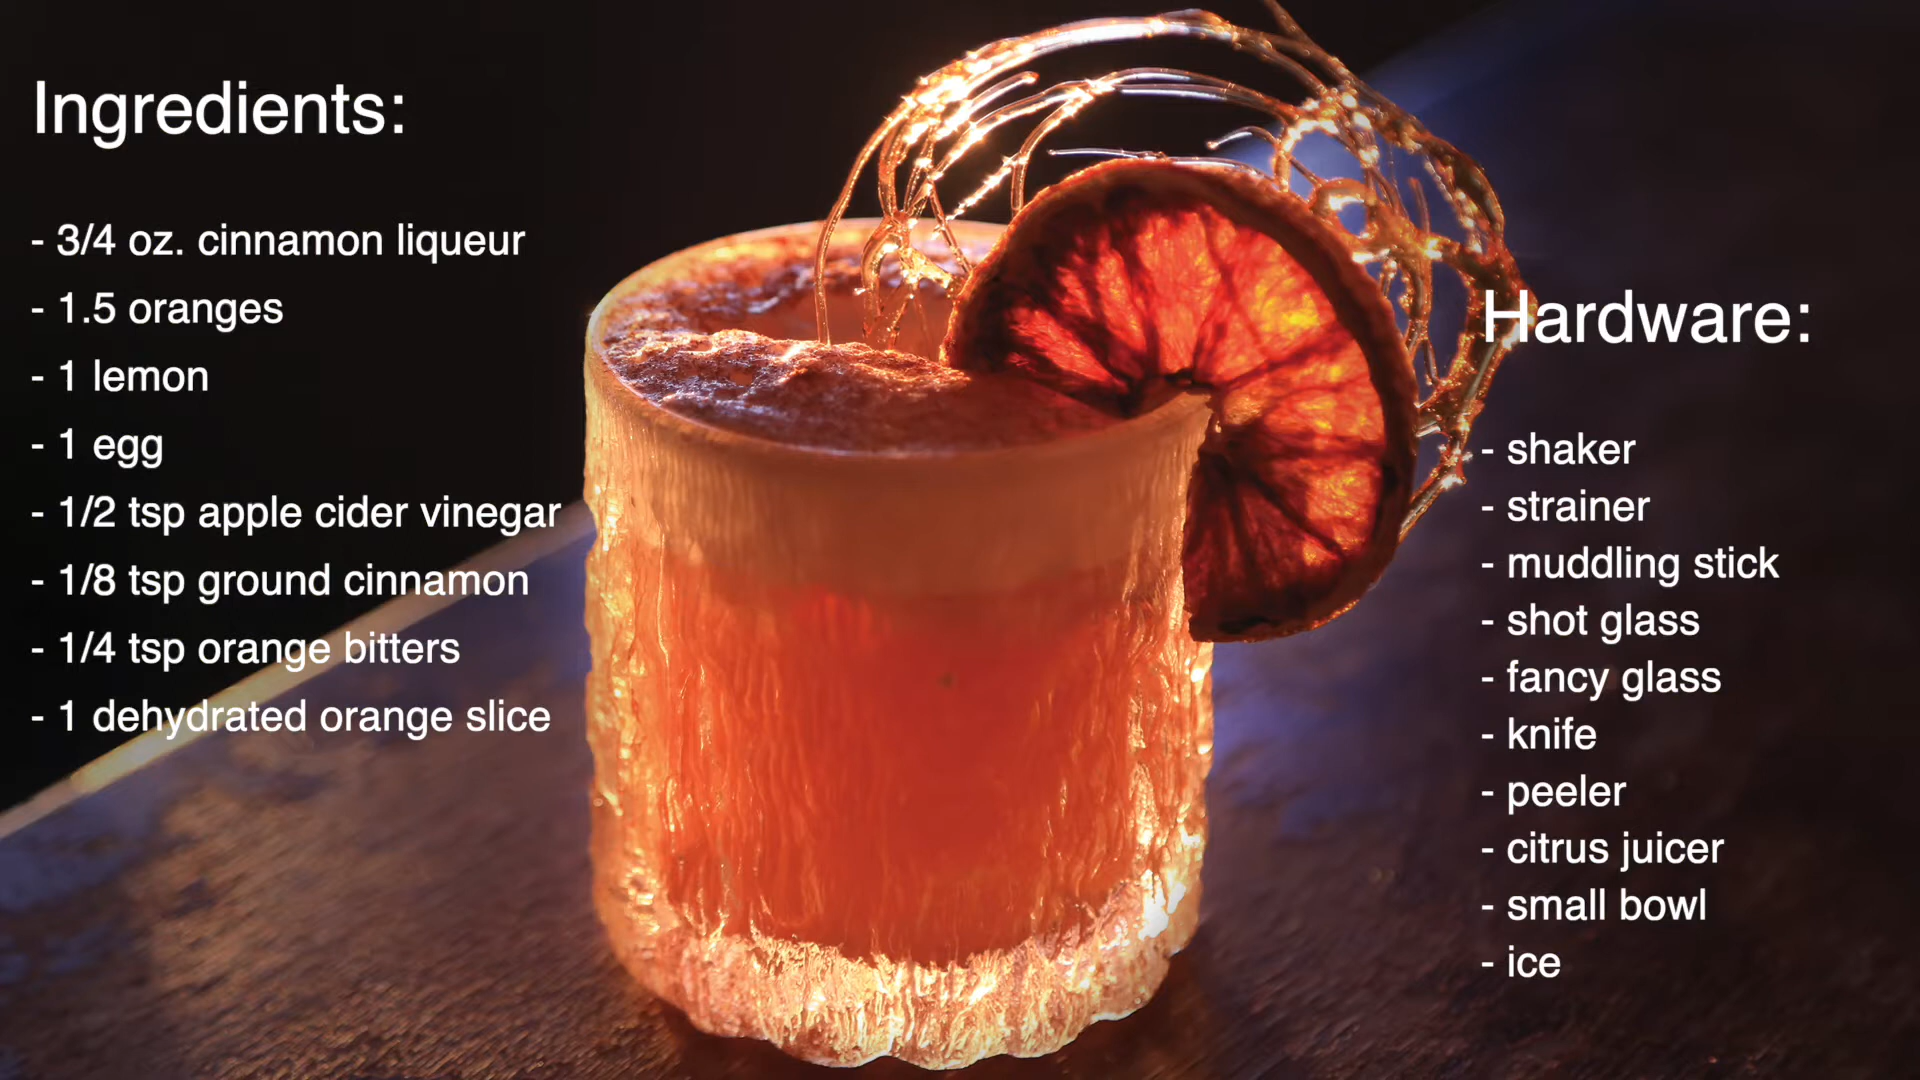 Ingredients:
- 3/4 oz. cinnamon liqueur
- 1.5 oranges
- 1 lemon
- 1 egg
- 1/2 tsp apple cider vinegar
- 1/8 tsp ground cinnamon
- 1/4 tsp orange bitters
- 1 dehydrated orange slice
Hardware:
- shaker
- strainer
- muddling stick
- shot glass
- fancy glass
- knife
- peeler
- citrus juicer
- small bowl
- ice